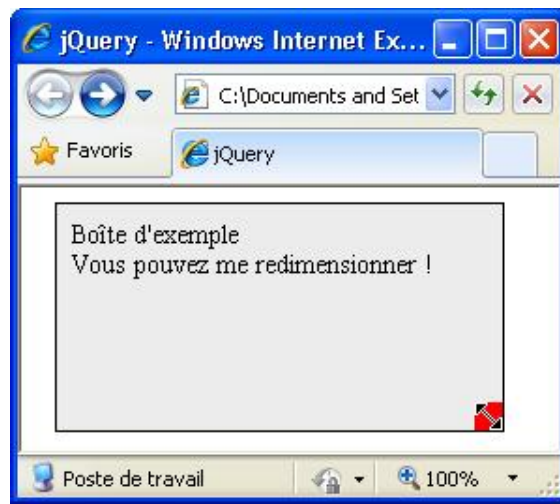 jQuery - Windows Internet Ex...
C:\Documents and Set
Favoris
jQuery
Boîte d'exemple
Vous pouvez me redimensionner !
Poste de travail
100%